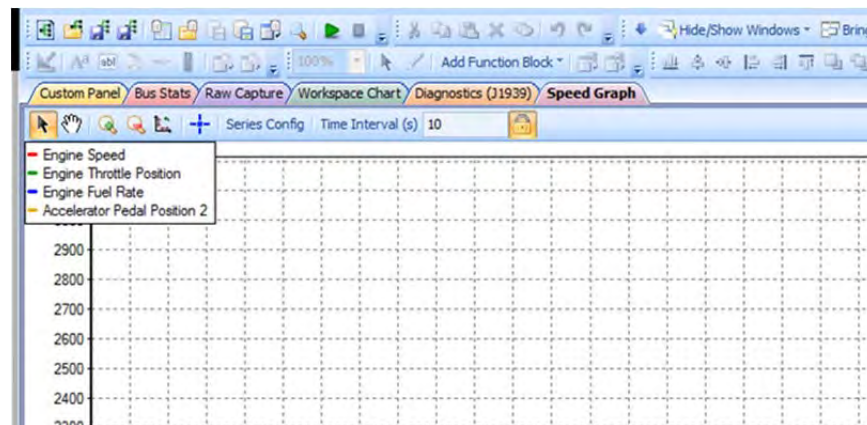 Hide/Show Windows Brin
A abl 100% Add Function Block
Custom Panel Bus Stats Raw Capture Workspace Chart Diagnostics (J1939) Speed Graph
Series Config Time Interval (s) 10
Engine Speed
Engine Throttle Position
Engine Fuel Rate
Accelerator Pedal Position 2
2900
2800
2700
2600
2500
2400